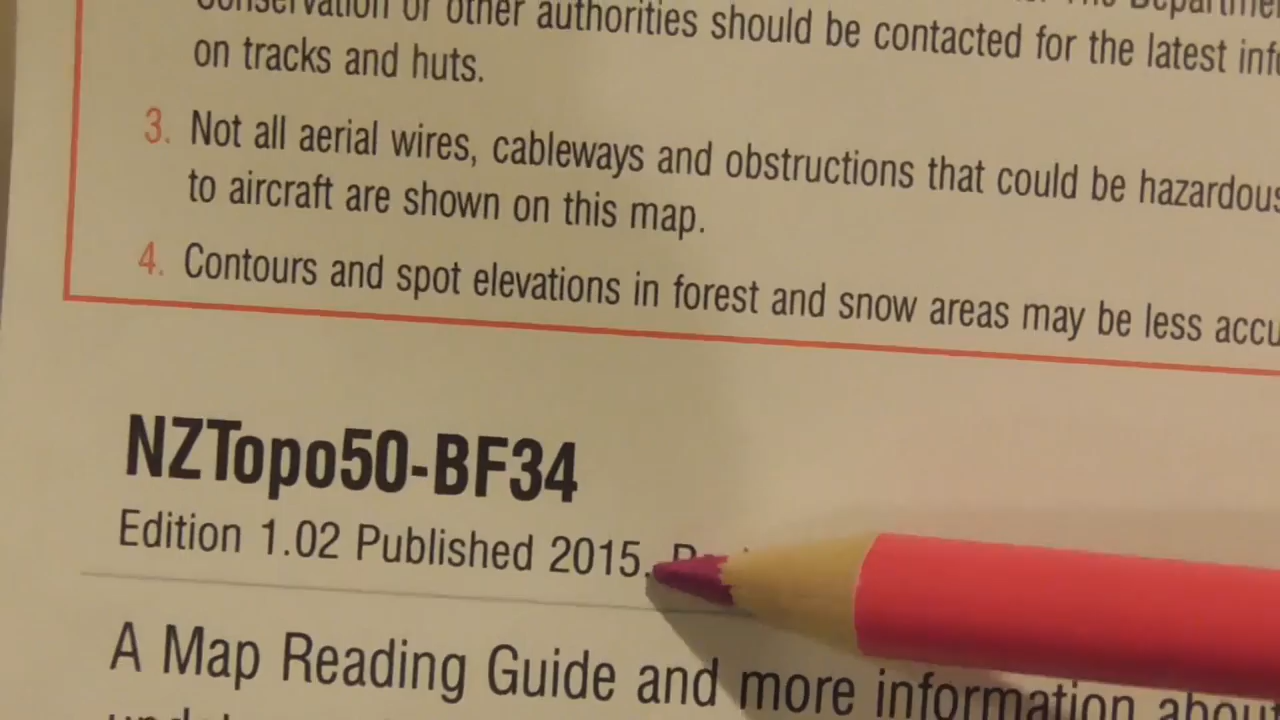 Conservation or other authorities should be contacted for the latest
on tracks and huts.
3. Not all aerial wires, cableways and obstructions that could be hazardous
to aircraft are shown on this map.
4. Contours and spot elevations in forest and snow areas may be less
NZTopo50-BF34
Edition 1.02 Published 2015.
A Map Reading Guide and more information about